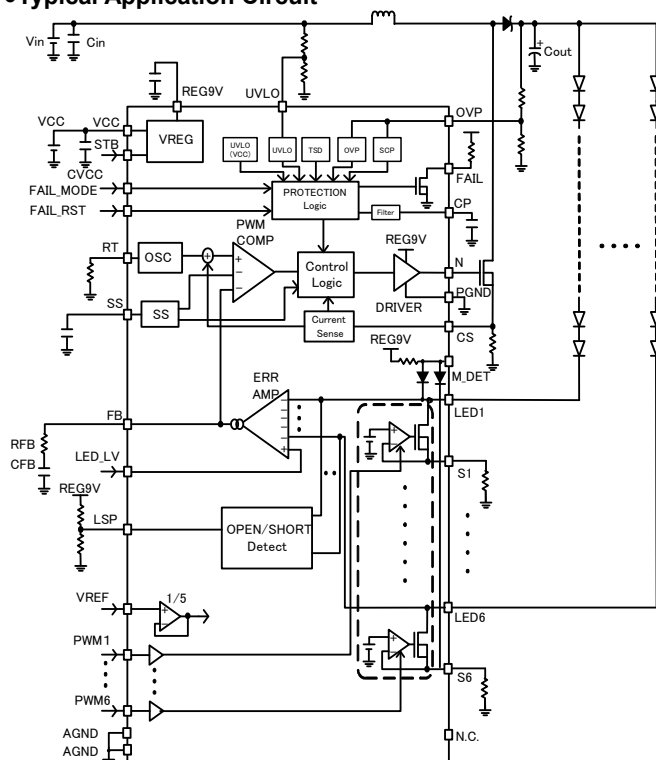 ●Typical Application Circuit
Vin
Cin
+
Cout
REG9V
UVLO
VCC
VCC
STB
CVCC
VREG
UVLO
(VCC)
UVLO
TSD
OVP
SCP
OVP
FAIL_MODE
FAIL_RST
PROTECTION
Logic
FAIL
Filter
CP
PWM
COMP
REG9V
RT
OSC
+
+
−
−
Control
Logic
N
PGND
DRIVER
SS
SS
Current
Sense
CS
REG9V
M_DET
ERR
AMP
LED1
FB
−
−
−
−
−
+
RFB
CFB
LED_LV
+
−
S1
REG9V
LSP
OPEN/SHORT
Detect
VREF
1/5
+
−
LED6
PWM1
+
−
S6
PWM6
AGND
AGND
N.C.